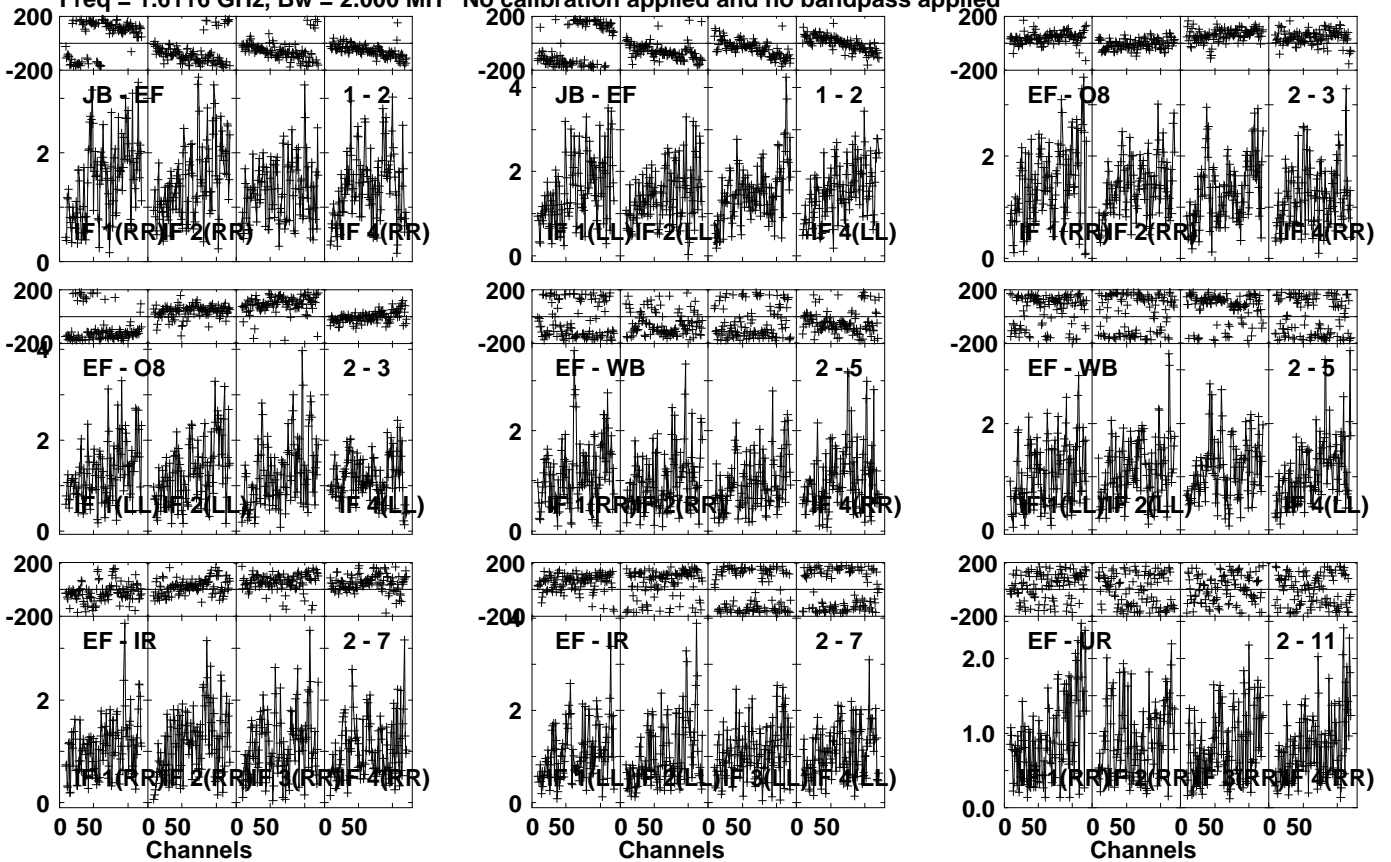 Freq = 1.6116 GHz, Bw = 2.000 MH No calibration applied and no bandpass applied
200
-200
JB - EF 1 - 2
2
IF 1(RR) IF 2(RR) IF 4(RR)
0
4
JB - EF 1 - 2
2
IF 1(LL) IF 2(LL) IF 4(LL)
0
200
-200
EF - O8 2 - 3
2
IF 1(RR) IF 2(RR) IF 4(RR)
0
200
-200
4
EF - O8 2 - 3
2
IF 1(LL) IF 2(LL) IF 4(LL)
0
200
-200
EF - WB 2 - 5
2
IF 1(RR) IF 2(RR) IF 4(RR)
0
200
-200
EF - WB 2 - 5
2
IF 1(LL) IF 2(LL) IF 4(LL)
0
200
-200
EF - IR 2 - 7
2
IF 1(RR) IF 2(RR) IF 3(RR) IF 4(RR)
0
0 50 0 50 0 50 0 50
Channels
200
-200
4
EF - IR 2 - 7
2
IF 1(LL) IF 2(LL) IF 3(LL) IF 4(LL)
0
0 50 0 50 0 50 0 50
Channels
200
-200
EF - UR 2 - 11
2.0
1.0
IF 1(RR) IF 2(RR) IF 3(RR) IF 4(RR)
0.0
0 50 0 50 0 50 0 50
Channels